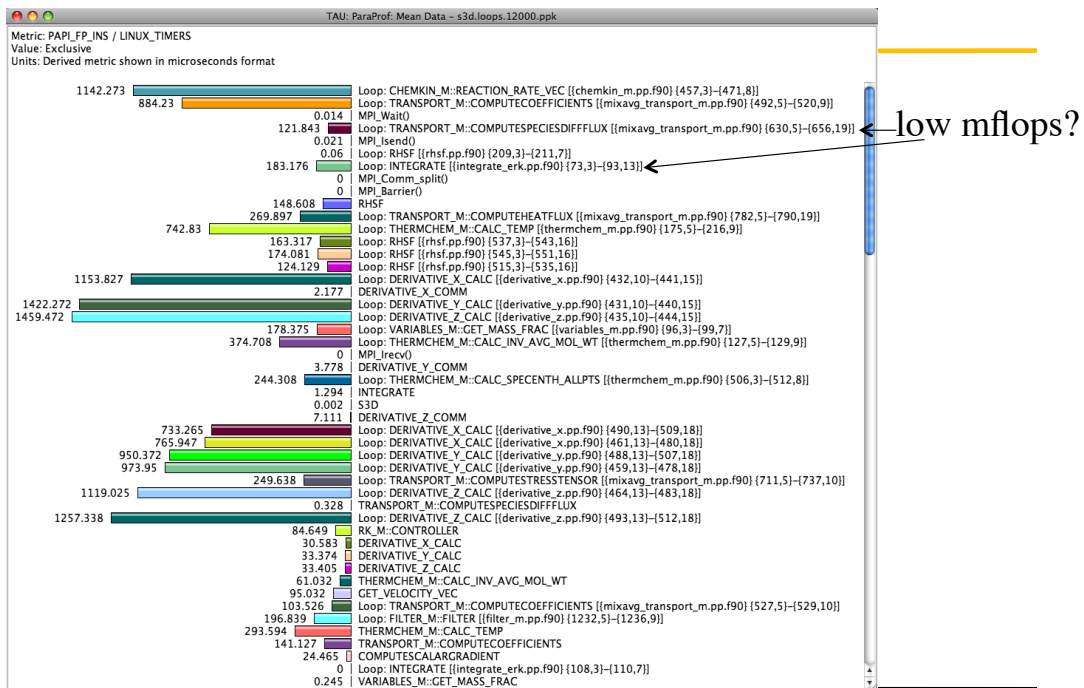 TAU: ParaProf: Mean Data - s3d.loops.12000.ppk
Metric: PAPI_FP_INS / LINUX_TIMERS
Value: Exclusive
Units: Derived metric shown in microseconds format
1142.273 Loop: CHEMKIN_M::REACTION_RATE_VEC [{chemkin_m.pp.f90} {457,3}-{471,8}]
884.23 Loop: TRANSPORT_M::COMPUTECOEFFICIENTS [{mixavg_transport_m.pp.f90} {492,5}-{520,9}]
0.014 MPI_Wait()
121.843 Loop: TRANSPORT_M::COMPUTESPECIESDIFFFLUX [{mixavg_transport_m.pp.f90} {630,5}-{656,19}] low mflops?
0.021 MPI_Isend()
0.06 Loop: RHSF [{rhsf.pp.f90} {209,3}-{211,7}]
183.176 Loop: INTEGRATE [{integrate_erk.pp.f90} {73,3}-{93,13}]
0 MPI_Comm_split()
0 MPI_Barrier()
148.608 RHSF
269.897 Loop: TRANSPORT_M::COMPUTEHEATFLUX [{mixavg_transport_m.pp.f90} {782,5}-{790,19}]
742.83 Loop: THERMCHEM_M::CALC_TEMP [{thermchem_m.pp.f90} {175,5}-{216,9}]
163.317 Loop: RHSF [{rhsf.pp.f90} {537,3}-{543,16}]
174.081 Loop: RHSF [{rhsf.pp.f90} {545,3}-{551,16}]
124.129 Loop: RHSF [{rhsf.pp.f90} {515,3}-{535,16}]
1153.827 Loop: DERIVATIVE_X_CALC [{derivative_x.pp.f90} {432,10}-{441,15}]
2.177 DERIVATIVE_X_COMM
1422.272 Loop: DERIVATIVE_Y_CALC [{derivative_y.pp.f90} {431,10}-{440,15}]
1459.472 Loop: DERIVATIVE_Z_CALC [{derivative_z.pp.f90} {435,10}-{444,15}]
178.375 Loop: VARIABLES_M::GET_MASS_FRAC [{variables_m.pp.f90} {96,3}-{99,7}]
374.708 Loop: THERMCHEM_M::CALC_INV_AVG_MOL_WT [{thermchem_m.pp.f90} {127,5}-{129,9}]
0 MPI_Irecv()
3.778 DERIVATIVE_Y_COMM
244.308 Loop: THERMCHEM_M::CALC_SPECENTH_ALLPTS [{thermchem_m.pp.f90} {506,3}-{512,8}]
1.294 INTEGRATE
0.002 S3D
7.111 DERIVATIVE_Z_COMM
733.265 Loop: DERIVATIVE_X_CALC [{derivative_x.pp.f90} {490,13}-{509,18}]
765.947 Loop: DERIVATIVE_X_CALC [{derivative_x.pp.f90} {461,13}-{480,18}]
950.372 Loop: DERIVATIVE_Y_CALC [{derivative_y.pp.f90} {488,13}-{507,18}]
973.95 Loop: DERIVATIVE_Y_CALC [{derivative_y.pp.f90} {459,13}-{478,18}]
249.638 Loop: TRANSPORT_M::COMPUTESTRESSTENSOR [{mixavg_transport_m.pp.f90} {711,5}-{737,10}]
1119.025 Loop: DERIVATIVE_Z_CALC [{derivative_z.pp.f90} {464,13}-{483,18}]
0.328 TRANSPORT_M::COMPUTESPECIESDIFFFLUX
1257.338 Loop: DERIVATIVE_Z_CALC [{derivative_z.pp.f90} {493,13}-{512,18}]
84.649 RK_M::CONTROLLER
30.583 DERIVATIVE_X_CALC
33.374 DERIVATIVE_Y_CALC
33.405 DERIVATIVE_Z_CALC
61.032 THERMCHEM_M::CALC_INV_AVG_MOL_WT
95.032 GET_VELOCITY_VEC
103.526 Loop: TRANSPORT_M::COMPUTECOEFFICIENTS [{mixavg_transport_m.pp.f90} {527,5}-{529,10}]
196.839 Loop: FILTER_M::FILTER [{filter_m.pp.f90} {1232,5}-{1236,9}]
293.594 THERMCHEM_M::CALC_TEMP
141.127 TRANSPORT_M::COMPUTECOEFFICIENTS
24.465 COMPUTESCALARGRADIENT
0 Loop: INTEGRATE [{integrate_erk.pp.f90} {108,3}-{110,7}]
0.245 VARIABLES_M::GET_MASS_FRAC